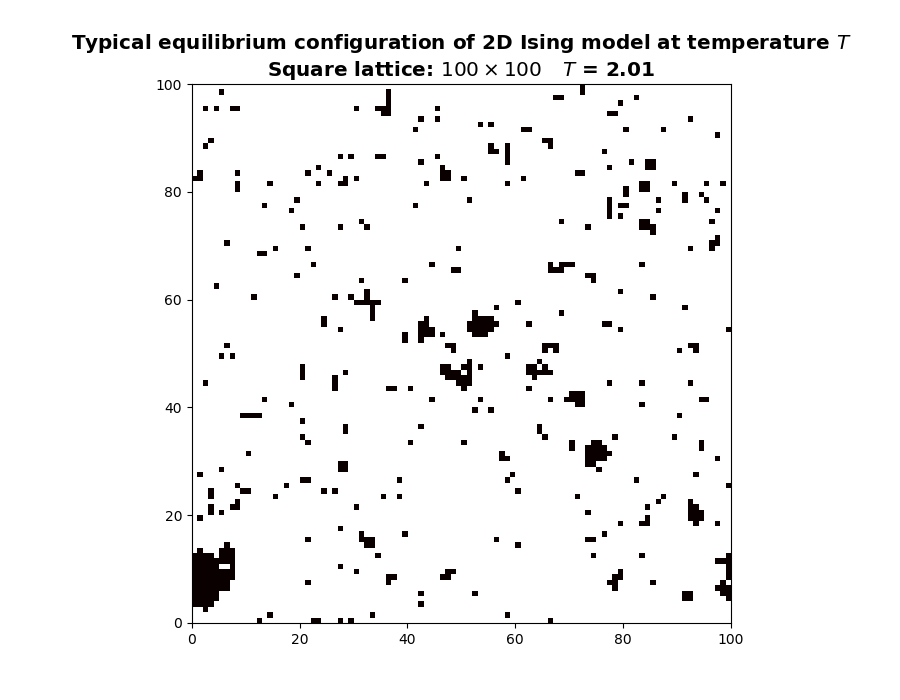 Typical equilibrium configuration of 2D Ising model at temperature T
Square lattice: 100 × 100 T = 2.01
100
80
60
40
20
0
0 20 40 60 80 100